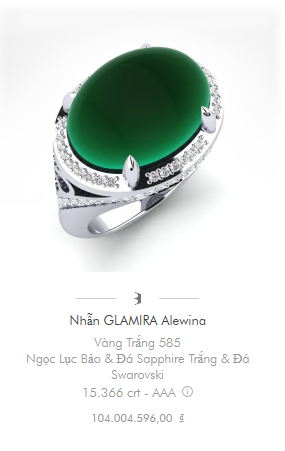 Nhẫn GLAMIRA Alewina
Vàng Trắng 585
Ngọc Lục Bảo & Đá Sapphire Trắng & Đá
Swarovski
15.366 crt - AAA
104.004.596,00 ₫